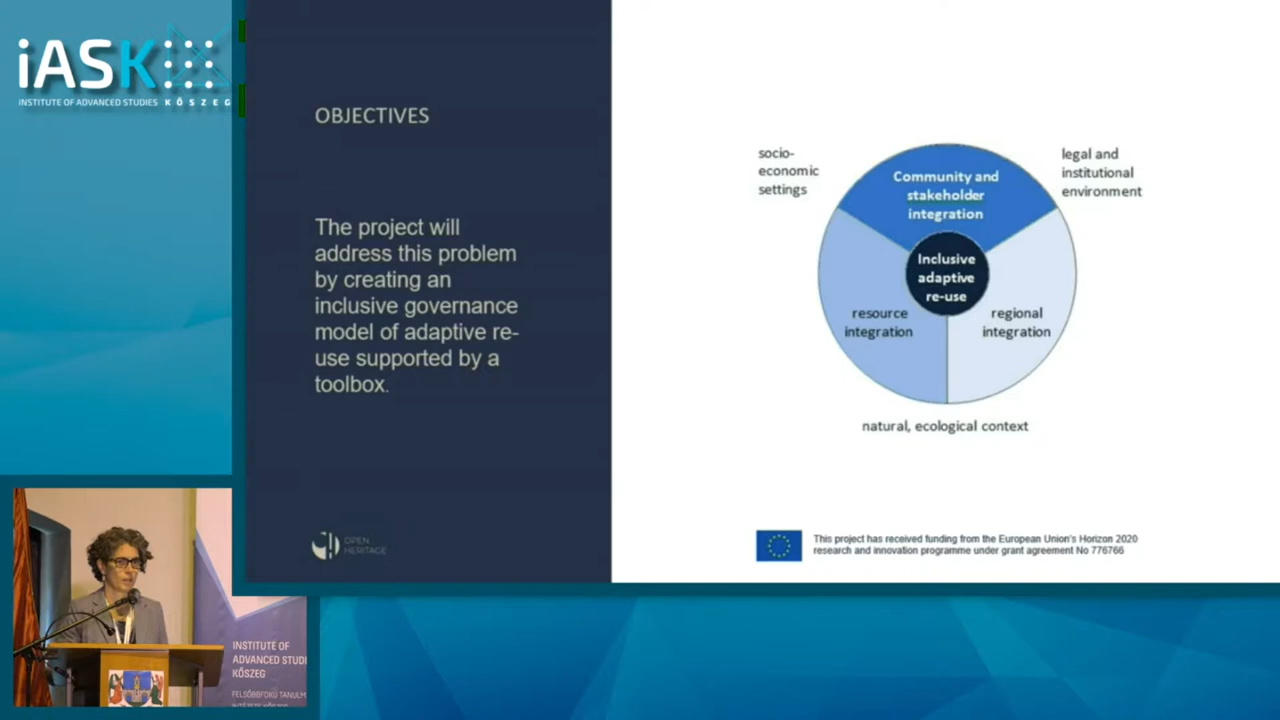 iASK
INSTITUTE OF ADVANCED STUDIES KŐSZEG
OBJECTIVES
The project will
address this problem
by creating an
inclusive governance
model of adaptive re-
use supported by a
toolbox.
OPEN
HERITAGE
socio-
economic
settings
legal and
institutional
environment
Community and
stakeholder
integration
Inclusive
adaptive
re-use
resource
integration
regional
integration
natural, ecological context
This project has received funding from the European Union's Horizon 2020
research and innovation programme under grant agreement No 776766
INSTITUTE OF
ADVANCED STUDI
KŐSZEG
FELSŐBBFOKÚ TANULM